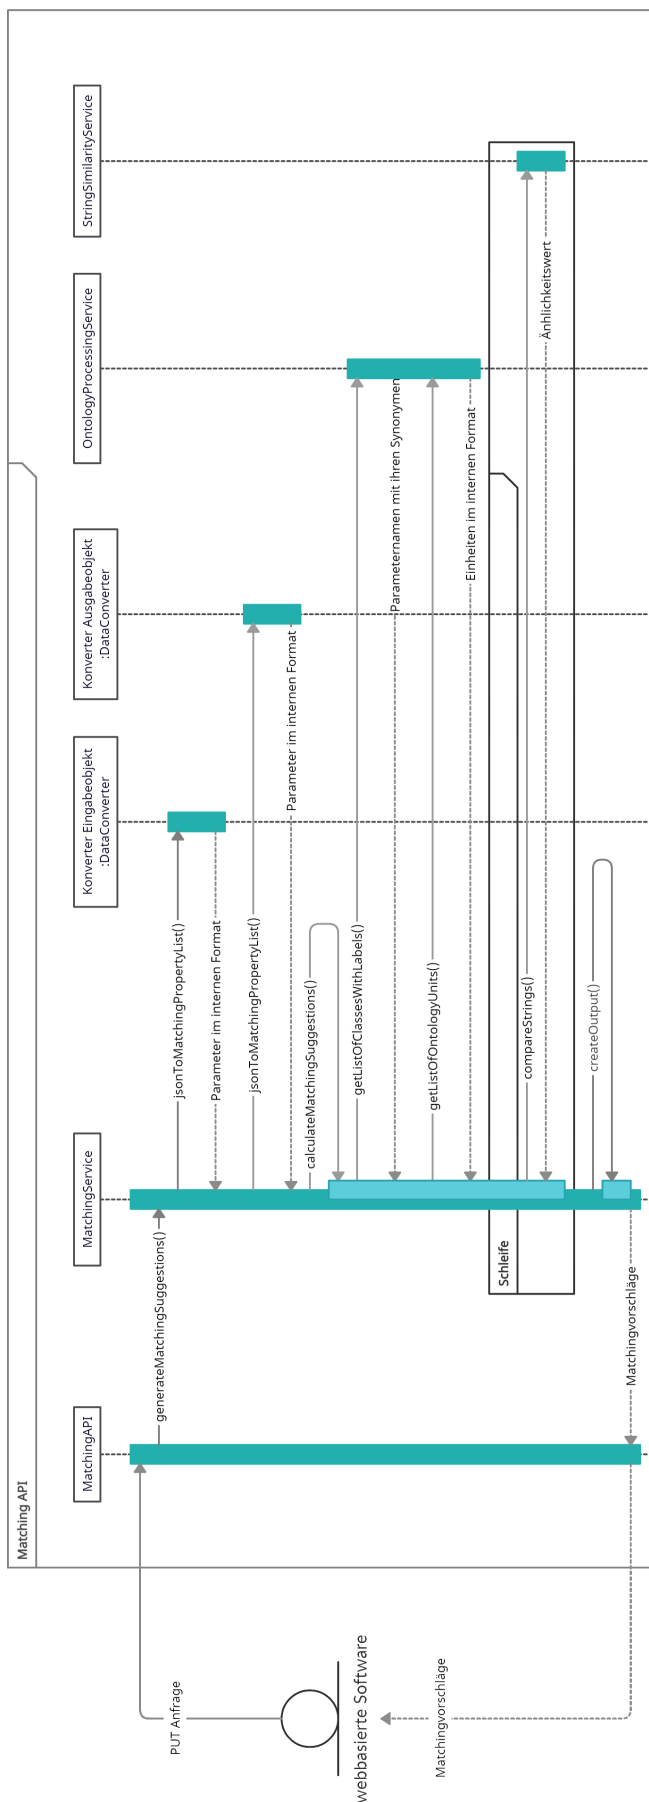 Matching API
webbasierte Software
MatchingAPI
MatchingService
Konverter Eingabeobjekt
:DataConverter
Konverter Ausgabeobjekt
:DataConverter
OntologyProcessingService
StringSimilarityService
PUT Anfrage
generateMatchingSuggestions()
jsonToMatchingPropertyList()
Parameter im internen Format
jsonToMatchingPropertyList()
Parameter im internen Format
calculateMatchingSuggestions()
getListOfClassesWithLabels()
Parameternamen mit ihren Synonymen
getListOfOntologyUnits()
Einheiten im internen Format
Schleife
compareStrings()
Änhlichkeitswert
createOutput()
Matchingvorschläge
Matchingvorschläge